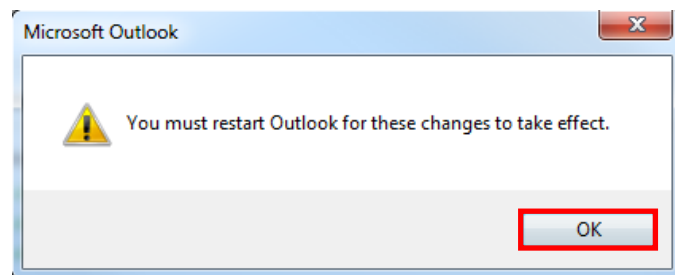 Microsoft Outlook
You must restart Outlook for these changes to take effect.
OK